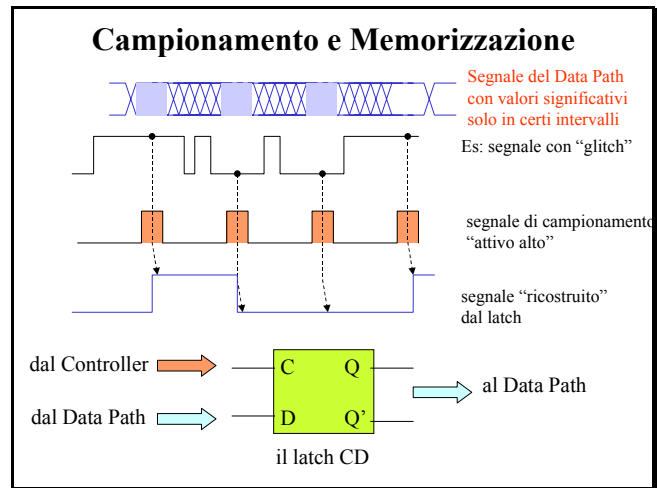 Campionamento e Memorizzazione
Segnale del Data Path
con valori significativi
solo in certi intervalli
Es: segnale con “glitch”
segnale di campionamento
“attivo alto”
segnale “ricostruito”
dal latch
dal Controller
C Q
al Data Path
dal Data Path
D Q’
il latch CD